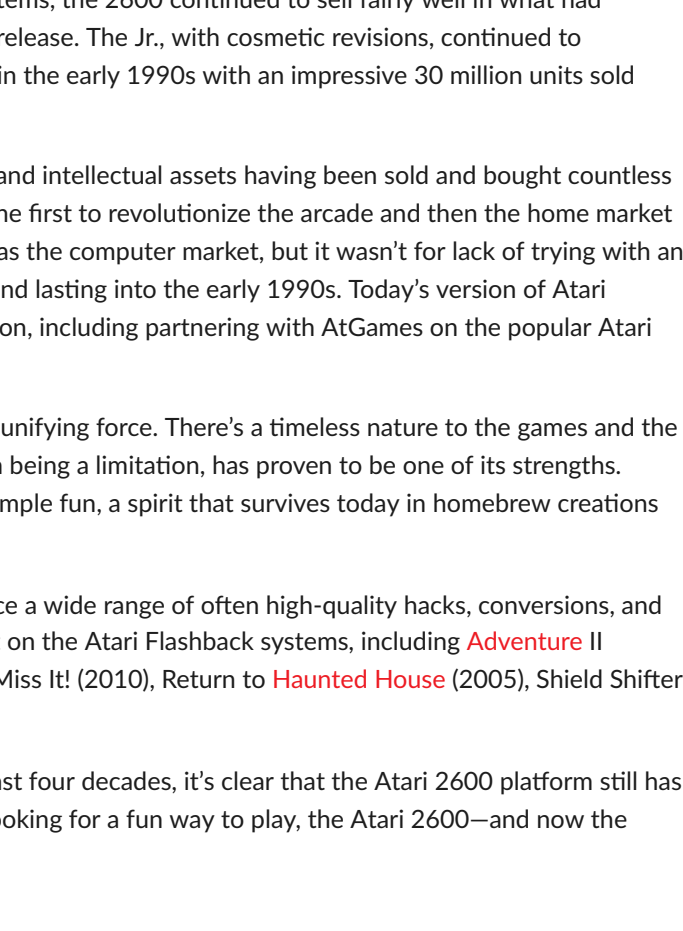 the 2600 continued to sell fairly well in what had
release. The Jr., with cosmetic revisions, continued to
in the early 1990s with an impressive 30 million units sold
and intellectual assets having been sold and bought countless
first to revolutionize the arcade and then the home market
as the computer market, but it wasn't for lack of trying with an
lasting into the early 1990s. Today's version of Atari
including partnering with AtGames on the popular Atari
unifying force. There's a timeless nature to the games and the
being a limitation, has proven to be one of its strengths.
fun, a spirit that survives today in homebrew creations
a wide range of often high-quality hacks, conversions, and
on the Atari Flashback systems, including Adventure II
Miss It! (2010), Return to Haunted House (2005), Shield Shifter
four decades, it's clear that the Atari 2600 platform still has
for a fun way to play, the Atari 2600—and now the